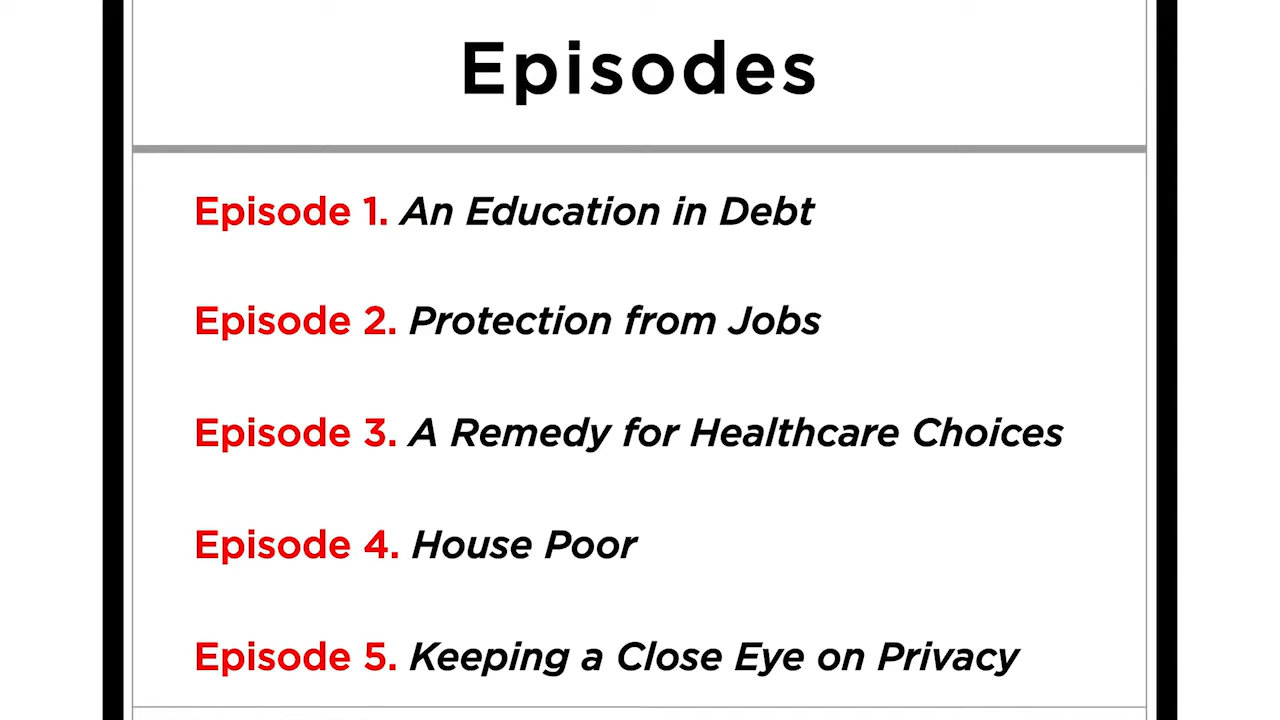 Episodes
Episode 1. An Education in Debt
Episode 2. Protection from Jobs
Episode 3. A Remedy for Healthcare Choices
Episode 4. House Poor
Episode 5. Keeping a Close Eye on Privacy